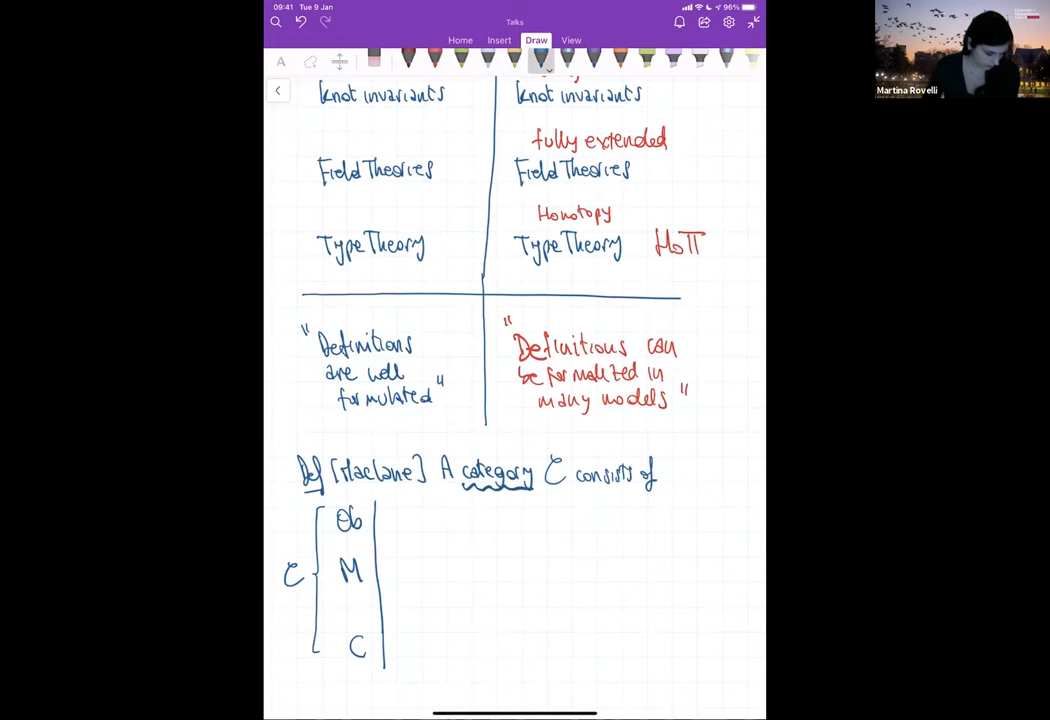 09:41 Tue 9 Jan
96%
Talks
Home Insert Draw View
Martina Rovelli
knot invariants
knot invariants
fully extended
Field Theories
Field Theories
Homotopy
Type Theory
Type Theory HoTT
"Definitions are well formulated"
"Definitions can be formulated in many models"
Def [MacLane] A category C consists of
C { Ob
M
C